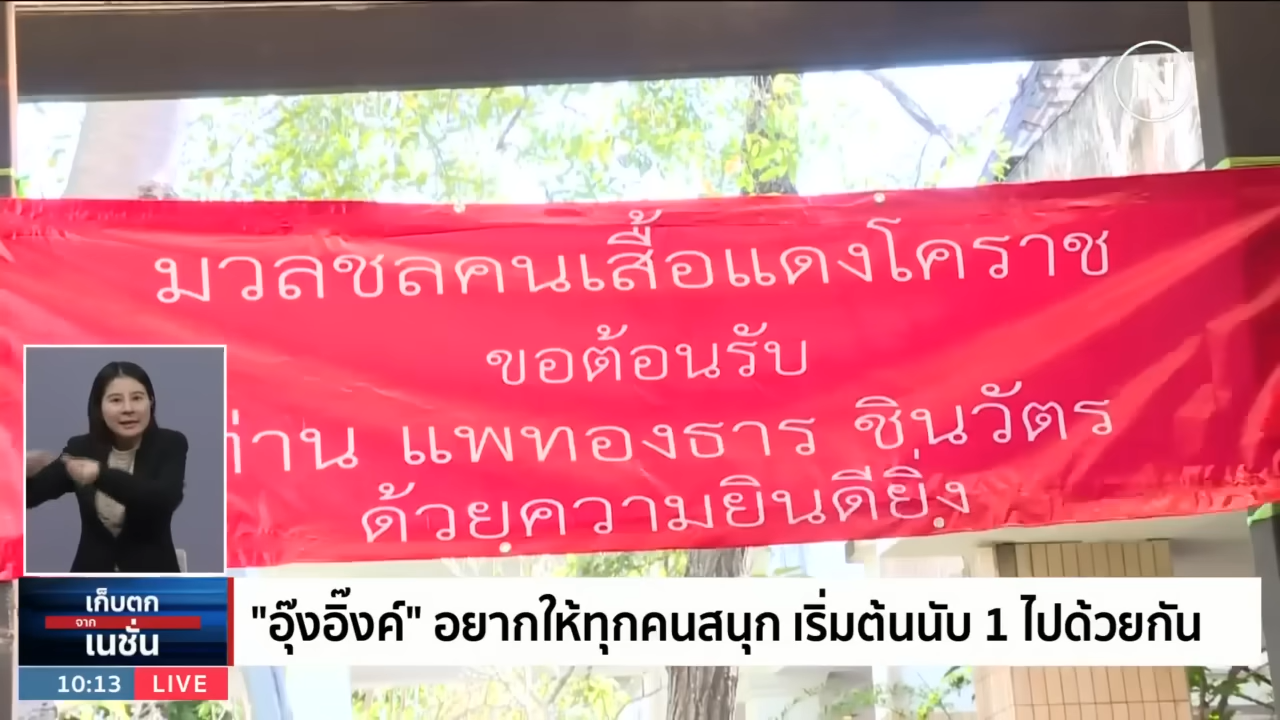 N
มวลชลคนเสื้อแดงโคราช
ขอต้อนรับ
ท่าน แพทองธาร ชินวัตร
ด้วยความยินดียิ่ง
เก็บตก
จาก
เนชั่น
"อุ๊งอิ๊งค์" อยากให้ทุกคนสนุก เริ่มต้นนับ 1 ไปด้วยกัน
10:13 LIVE